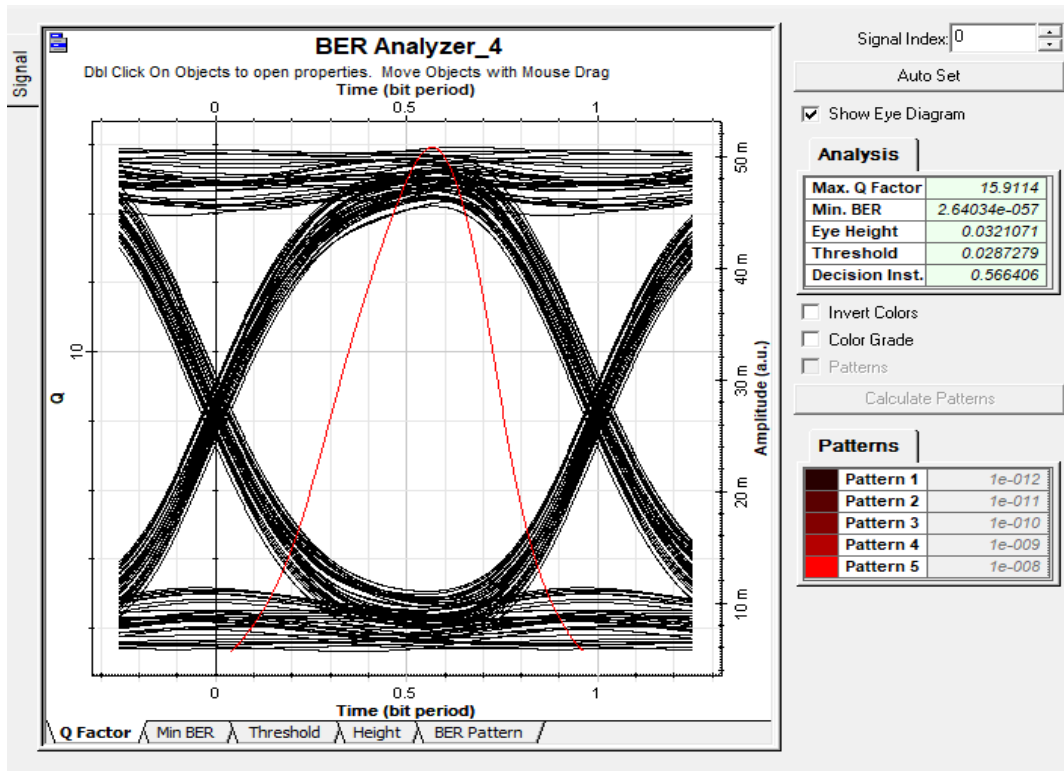 Signal
BER Analyzer_4
Dbl Click On Objects to open properties. Move Objects with Mouse Drag
Time (bit period)
0 0.5 1
Q
10
50 m
40 m
30 m
20 m
10 m
Amplitude (a.u.)
0 0.5 1
Time (bit period)
Q Factor Min BER Threshold Height BER Pattern
Signal Index: 0
Auto Set
Show Eye Diagram
Analysis
Max. Q Factor 15.9114
Min. BER 2.64034e-057
Eye Height 0.0321071
Threshold 0.0287279
Decision Inst. 0.566406
Invert Colors
Color Grade
Patterns
Calculate Patterns
Patterns
Pattern 1 1e-012
Pattern 2 1e-011
Pattern 3 1e-010
Pattern 4 1e-009
Pattern 5 1e-008